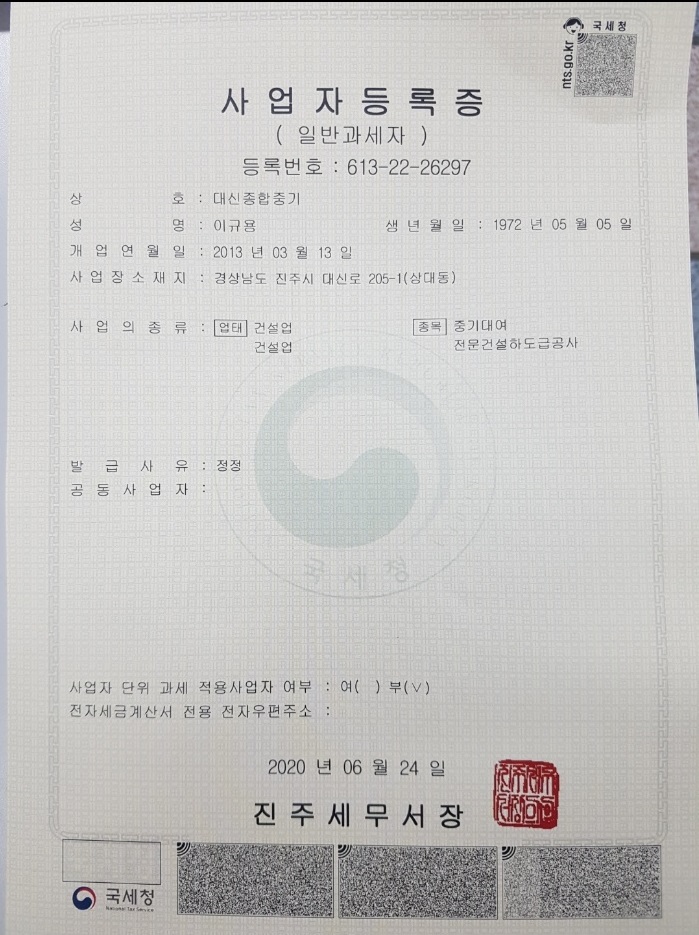 국세청
nts.go.kr
사업자등록증
( 일반과세자 )
등록번호 : 613-22-26297
상 호 : 대신종합중기
성 명 : 이규용 생년월일 : 1972 년 05 월 05 일
개업연월일 : 2013 년 03 월 13 일
사업장소재지 : 경상남도 진주시 대신로 205-1(상대동)
사업의 종류 : 업태 건설업 종목 중기대여
건설업 전문건설하도급공사
발급사유 : 정정
공동사업자 :
국세청
사업자 단위 과세 적용사업자 여부 : 여( ) 부(∨)
전자세금계산서 전용 전자우편주소 :
2020 년 06 월 24 일
진주세무서장
국세청
National Tax Service